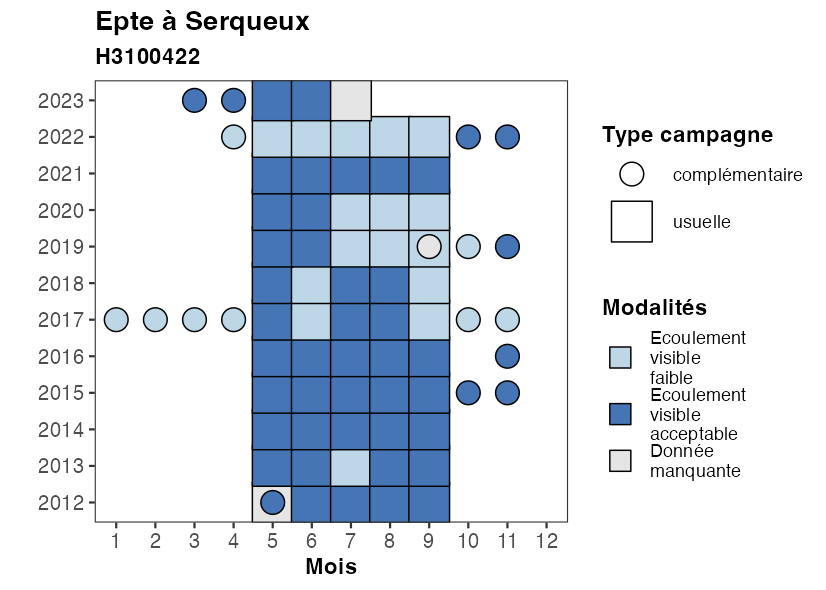 Epte à Serqueux
H3100422
2023
2022
2021
2020
2019
2018
2017
2016
2015
2014
2013
2012
1 2 3 4 5 6 7 8 9 10 11 12
Mois
Type campagne
complémentaire
usuelle
Modalités
Ecoulement
visible
faible
Ecoulement
visible
acceptable
Donnée
manquante